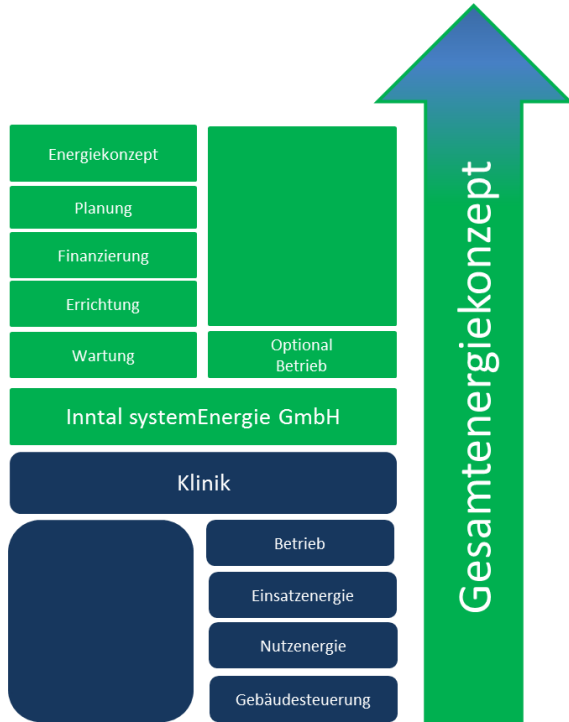 Energiekonzept
Planung
Finanzierung
Errichtung
Wartung
Optional
Betrieb
Inntal systemEnergie GmbH
Klinik
Betrieb
Einsatzenergie
Nutzenergie
Gebäudesteuerung
Gesamtenergiekonzept